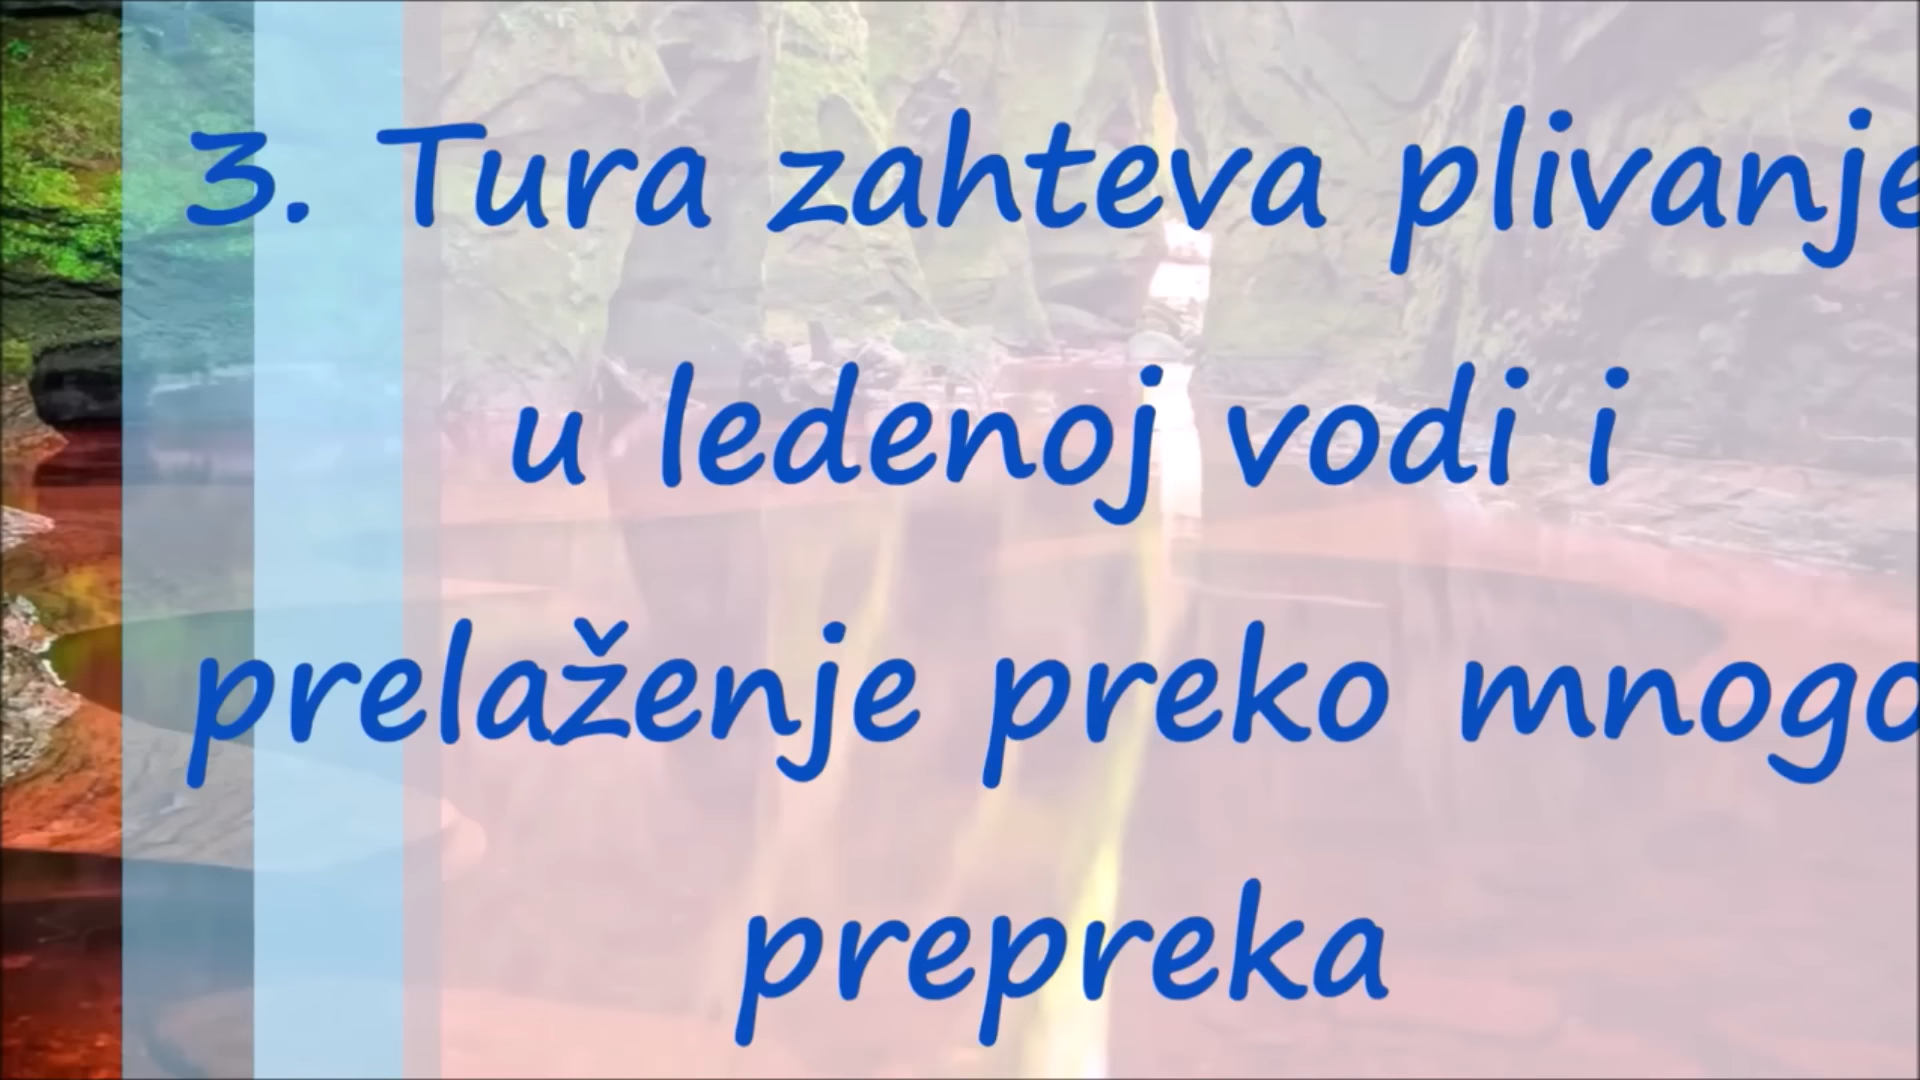 3. Tura zahteva plivanje
u ledenoj vodi i
prelaženje preko mnogo
prepreka